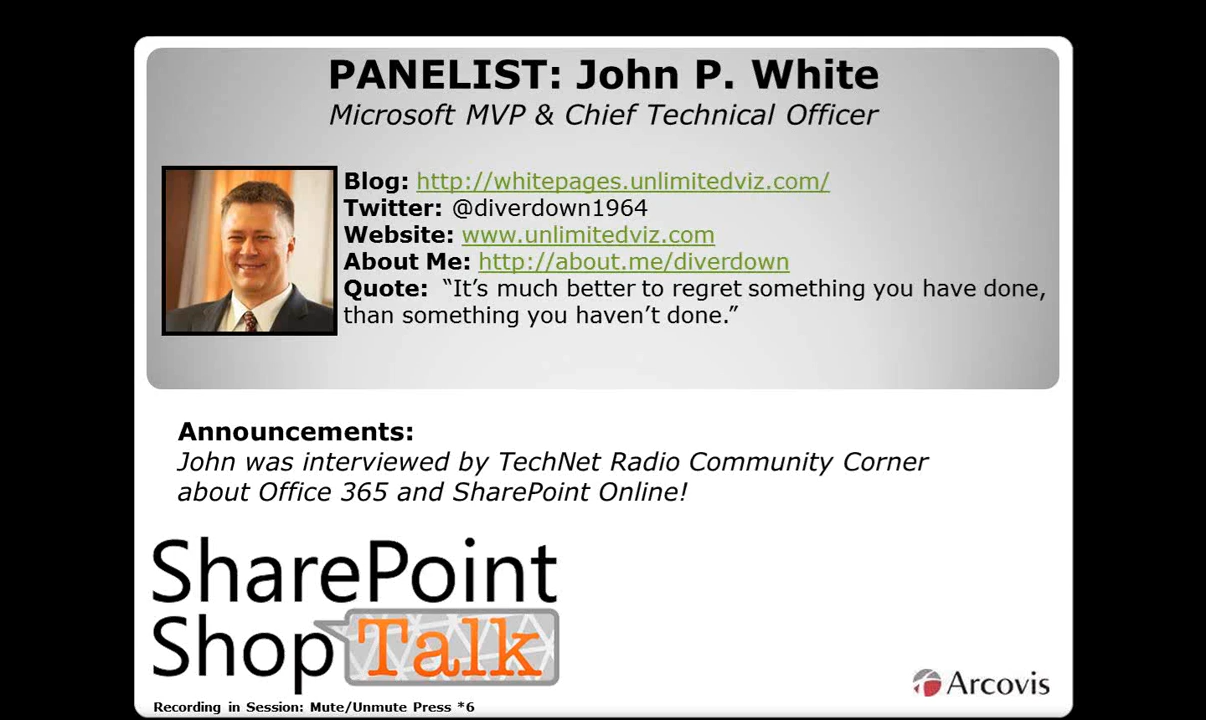 PANELIST: John P. White
Microsoft MVP & Chief Technical Officer
Blog: http://whitepages.unlimitedviz.com/
Twitter: @diverdown1964
Website: www.unlimitedviz.com
About Me: http://about.me/diverdown
Quote: “It’s much better to regret something you have done,
than something you haven’t done.”
Announcements:
John was interviewed by TechNet Radio Community Corner
about Office 365 and SharePoint Online!
SharePoint
Shop Talk
Arcovis
Recording in Session: Mute/Unmute Press *6